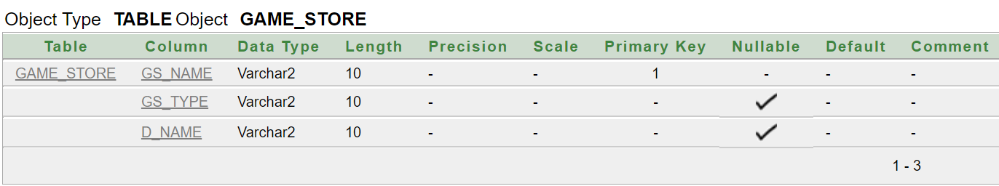 Object Type TABLE Object GAME_STORE
Table Column Data Type Length Precision Scale Primary Key Nullable Default Comment
GAME_STORE GS_NAME Varchar2 10 - - 1 - - -
GS_TYPE Varchar2 10 - - - ✓ - -
D_NAME Varchar2 10 - - - ✓ - -
1 - 3